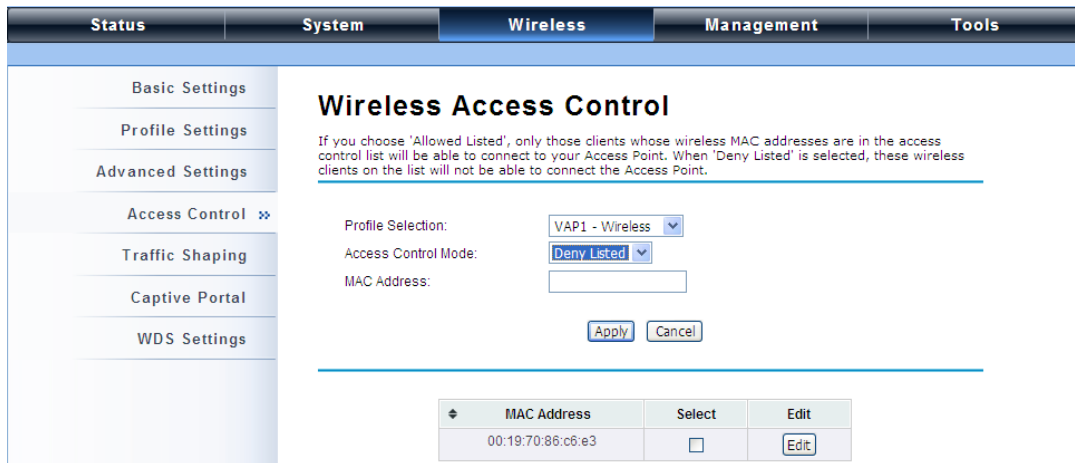 Status System Wireless Management Tools
Basic Settings
Profile Settings
Advanced Settings
Access Control »
Traffic Shaping
Captive Portal
WDS Settings
Wireless Access Control
If you choose 'Allowed Listed', only those clients whose wireless MAC addresses are in the access
control list will be able to connect to your Access Point. When 'Deny Listed' is selected, these wireless
clients on the list will not be able to connect the Access Point.
Profile Selection: VAP1 - Wireless
Access Control Mode: Deny Listed
MAC Address:
Apply Cancel
MAC Address Select Edit
00:19:70:86:c6:e3 Edit